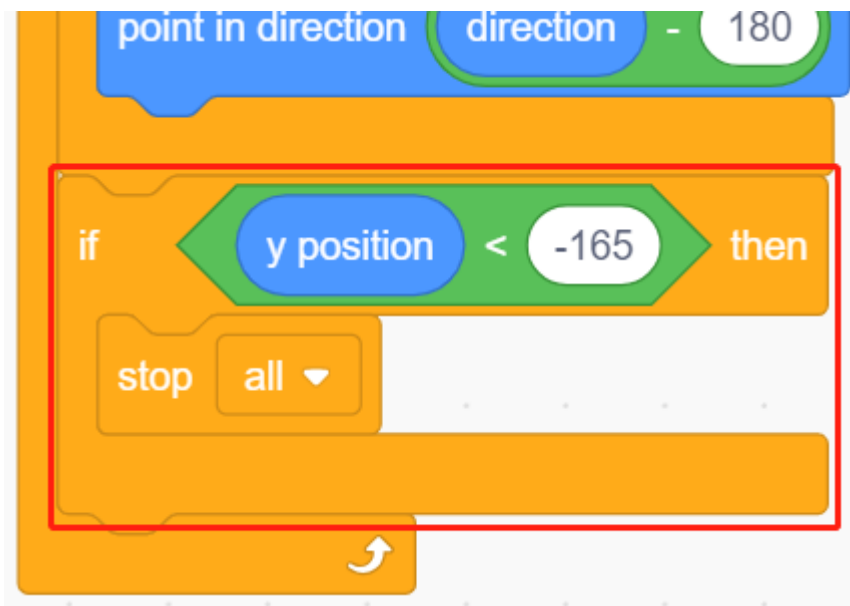 point in direction direction - 180
if y position < -165 then
stop all